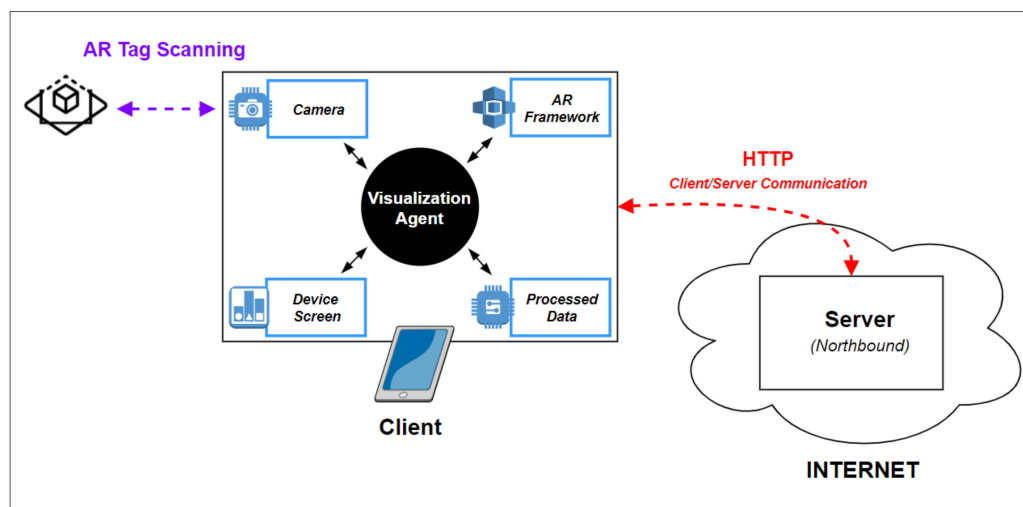 AR Tag Scanning
Camera
AR
Framework
Visualization
Agent
Device
Screen
Processed
Data
Client
HTTP
Client/Server Communication
Server
(Northbound)
INTERNET